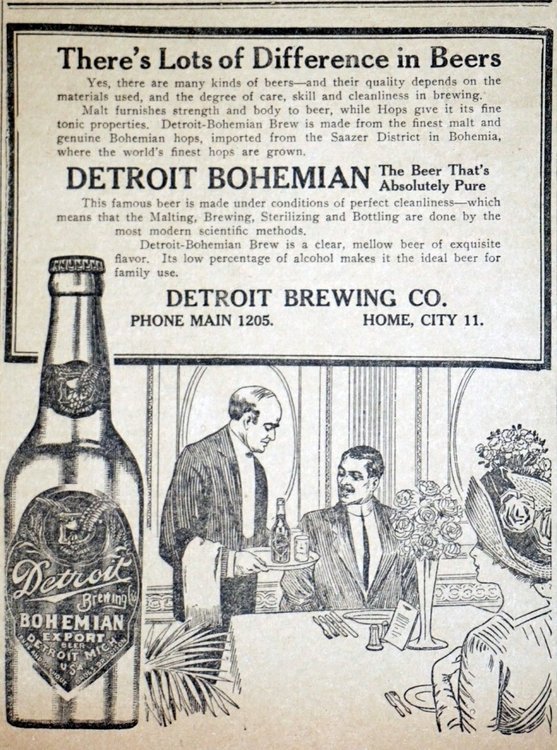 There's Lots of Difference in Beers
Yes, there are many kinds of beers—and their quality depends on the
materials used, and the degree of care, skill and cleanliness in brewing.
Malt furnishes strength and body to beer, while Hops give it its fine
tonic properties. Detroit-Bohemian Brew is made from the finest malt and
genuine Bohemian hops, imported from the Saazer District in Bohemia,
where the world's finest hops are grown.
DETROIT BOHEMIAN The Beer That's
Absolutely Pure
This famous beer is made under conditions of perfect cleanliness—which
means that the Malting, Brewing, Sterilizing and Bottling are done by the
most modern scientific methods.
Detroit-Bohemian Brew is a clear, mellow beer of exquisite
flavor. Its low percentage of alcohol makes it the ideal beer for
family use.
DETROIT BREWING CO.
PHONE MAIN 1205. HOME, CITY 11.
Detroit
Brewing
BOHEMIAN
EXPORT
BEER
DETROIT MICH.
U.S.A.